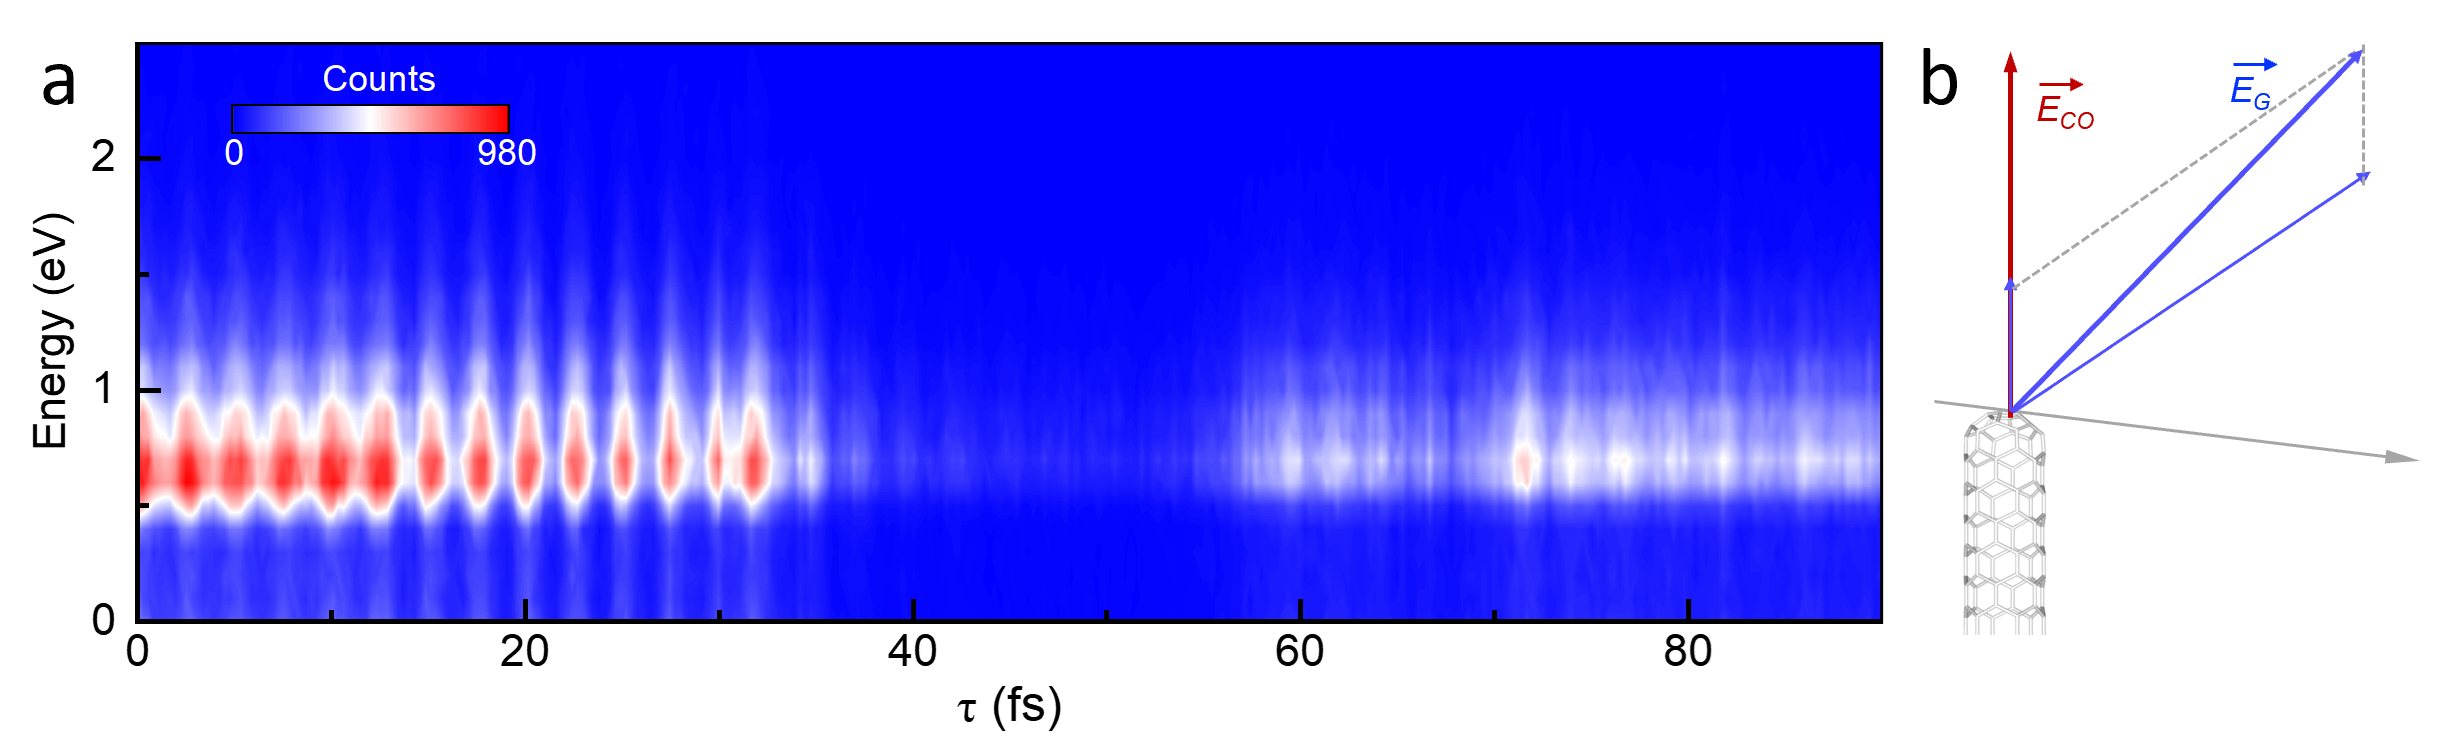 a
Counts
0
980
Energy (eV)
2
1
0
0
20
40
60
80
τ (fs)
b
E_CO
E_G